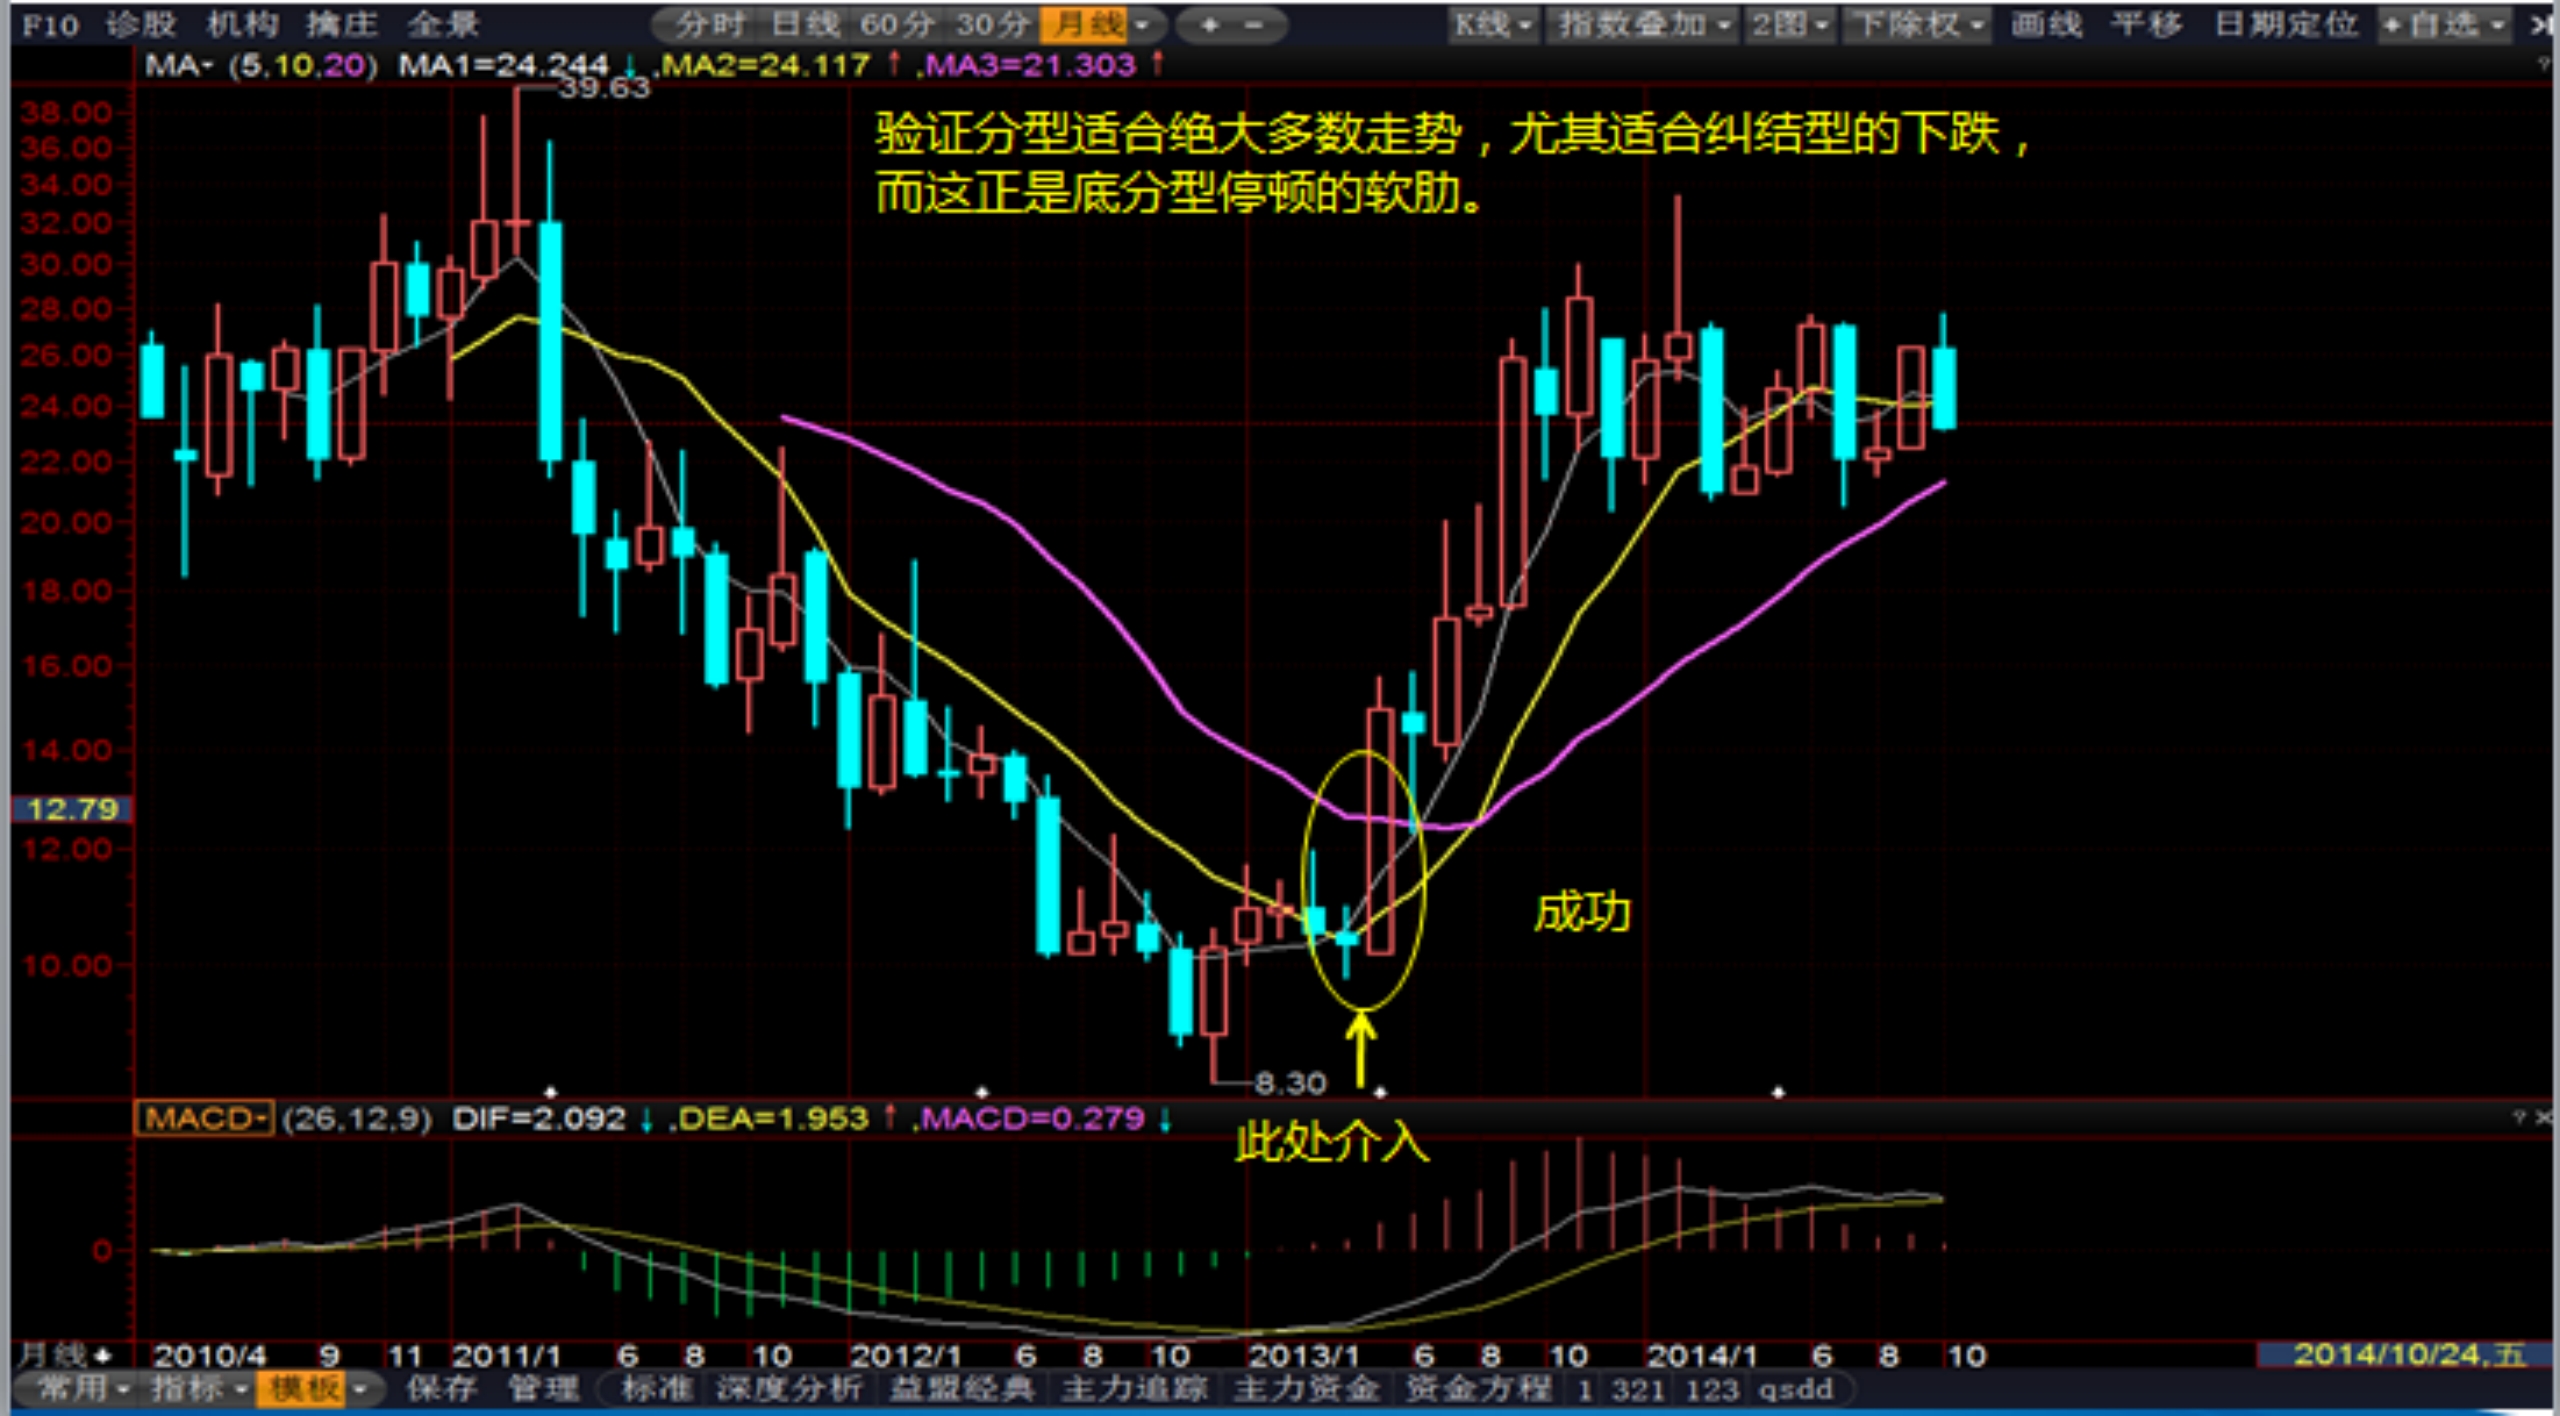 F10 诊股 机构 擒庄 全景 分时 日线 60分 30分 月线 + - K线 指数叠加 2图 下除权 画线 平移 日期定位 +自选
MA (5,10,20) MA1=24.244 ↓ ,MA2=24.117 ↑ ,MA3=21.303 ↑ ?
39.63
验证分型适合绝大多数走势，尤其适合纠结型的下跌，
而这正是底分型停顿的软肋。
38.00
36.00
34.00
32.00
30.00
28.00
26.00
24.00
22.00
20.00
18.00
16.00
14.00
12.79
12.00
10.00
成功
8.30
MACD (26,12,9) DIF=2.092 ↓ ,DEA=1.953 ↑ ,MACD=0.279 ↓ ? ×
此处介入
0
月线 2010/4 9 11 2011/1 6 8 10 2012/1 6 8 10 2013/1 6 8 10 2014/1 6 8 10 2014/10/24,五
常用 指标 模板 保存 管理 标准 深度分析 益盟经典 主力追踪 主力资金 资金方程 1 321 123 qsdd